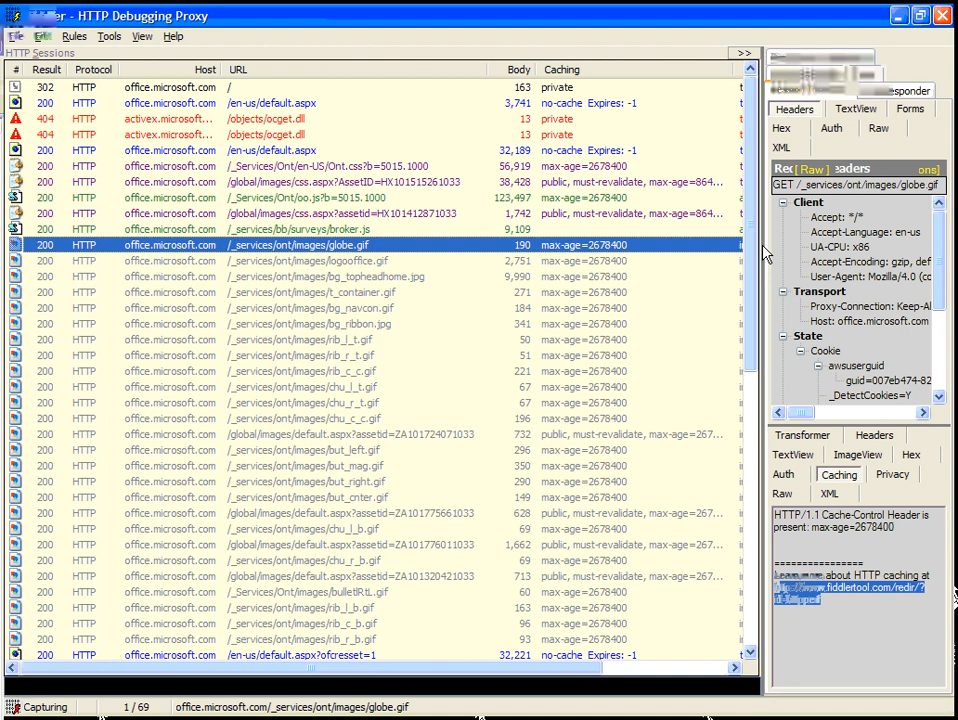 - HTTP Debugging Proxy
File Edit Rules Tools View Help
HTTP Sessions >>
# Result Protocol Host URL Body Caching
302 HTTP office.microsoft.com / 163 private
200 HTTP office.microsoft.com /en-us/default.aspx 3,741 no-cache Expires: -1
404 HTTP activex.microsoft... /objects/ocget.dll 13 private
404 HTTP activex.microsoft... /objects/ocget.dll 13 private
200 HTTP office.microsoft.com /en-us/default.aspx 32,189 no-cache Expires: -1
200 HTTP office.microsoft.com /_Services/Ont/en-US/Ont.css?b=5015.1000 56,919 max-age=2678400
200 HTTP office.microsoft.com /global/images/css.aspx?AssetID=HX101515261033 38,428 public, must-revalidate, max-age=864...
200 HTTP office.microsoft.com /_Services/Ont/oo.js?b=5015.1000 123,497 max-age=2678400
200 HTTP office.microsoft.com /global/images/css.aspx?assetid=HX101412871033 1,742 public, must-revalidate, max-age=864...
200 HTTP office.microsoft.com /_services/bb/surveys/broker.js 9,109
200 HTTP office.microsoft.com /_services/ont/images/globe.gif 190 max-age=2678400
200 HTTP office.microsoft.com /_services/ont/images/logooffice.gif 2,751 max-age=2678400
200 HTTP office.microsoft.com /_services/ont/images/bg_topheadhome.jpg 9,990 max-age=2678400
200 HTTP office.microsoft.com /_services/ont/images/t_container.gif 271 max-age=2678400
200 HTTP office.microsoft.com /_services/ont/images/bg_navcon.gif 184 max-age=2678400
200 HTTP office.microsoft.com /_services/ont/images/bg_ribbon.jpg 341 max-age=2678400
200 HTTP office.microsoft.com /_services/ont/images/rib_l_t.gif 50 max-age=2678400
200 HTTP office.microsoft.com /_services/ont/images/rib_r_t.gif 51 max-age=2678400
200 HTTP office.microsoft.com /_services/ont/images/rib_c_c.gif 221 max-age=2678400
200 HTTP office.microsoft.com /_services/ont/images/chu_l_t.gif 67 max-age=2678400
200 HTTP office.microsoft.com /_services/ont/images/chu_r_t.gif 67 max-age=2678400
200 HTTP office.microsoft.com /_services/ont/images/chu_c_c.gif 196 max-age=2678400
200 HTTP office.microsoft.com /global/images/default.aspx?assetid=ZA101724071033 732 public, must-revalidate, max-age=267...
200 HTTP office.microsoft.com /_services/ont/images/but_left.gif 296 max-age=2678400
200 HTTP office.microsoft.com /_services/ont/images/but_mag.gif 350 max-age=2678400
200 HTTP office.microsoft.com /_services/ont/images/but_right.gif 290 max-age=2678400
200 HTTP office.microsoft.com /_services/ont/images/but_cnter.gif 149 max-age=2678400
200 HTTP office.microsoft.com /global/images/default.aspx?assetid=ZA101775661033 628 public, must-revalidate, max-age=267...
200 HTTP office.microsoft.com /_services/ont/images/chu_l_b.gif 69 max-age=2678400
200 HTTP office.microsoft.com /global/images/default.aspx?assetid=ZA101776011033 1,662 public, must-revalidate, max-age=267...
200 HTTP office.microsoft.com /_services/ont/images/chu_r_b.gif 69 max-age=2678400
200 HTTP office.microsoft.com /global/images/default.aspx?assetid=ZA101320421033 713 public, must-revalidate, max-age=267...
200 HTTP office.microsoft.com /_Services/Ont/images/bulletRtL.gif 60 max-age=2678400
200 HTTP office.microsoft.com /_services/ont/images/rib_l_b.gif 163 max-age=2678400
200 HTTP office.microsoft.com /_services/ont/images/rib_c_b.gif 96 max-age=2678400
200 HTTP office.microsoft.com /_services/ont/images/rib_r_b.gif 93 max-age=2678400
200 HTTP office.microsoft.com /en-us/default.aspx?ofcresset=1 32,221 no-cache Expires: -1
Capturing 1 / 69 office.microsoft.com/_services/ont/images/globe.gif
esponder
Headers TextView Forms
Hex Auth Raw
XML
Rec [ Raw ] eaders ons]
GET /_services/ont/images/globe.gif
Client
Accept: */*
Accept-Language: en-us
UA-CPU: x86
Accept-Encoding: gzip, def
User-Agent: Mozilla/4.0 (co
Transport
Proxy-Connection: Keep-Al
Host: office.microsoft.com
State
Cookie
awsuserguid
guid=007eb474-82
_DetectCookies=Y
Transformer Headers
TextView ImageView Hex
Auth Caching Privacy
Raw XML
HTTP/1.1 Cache-Control Header is
present: max-age=2678400
================
about HTTP caching at
www.fiddlertool.com/redir/?